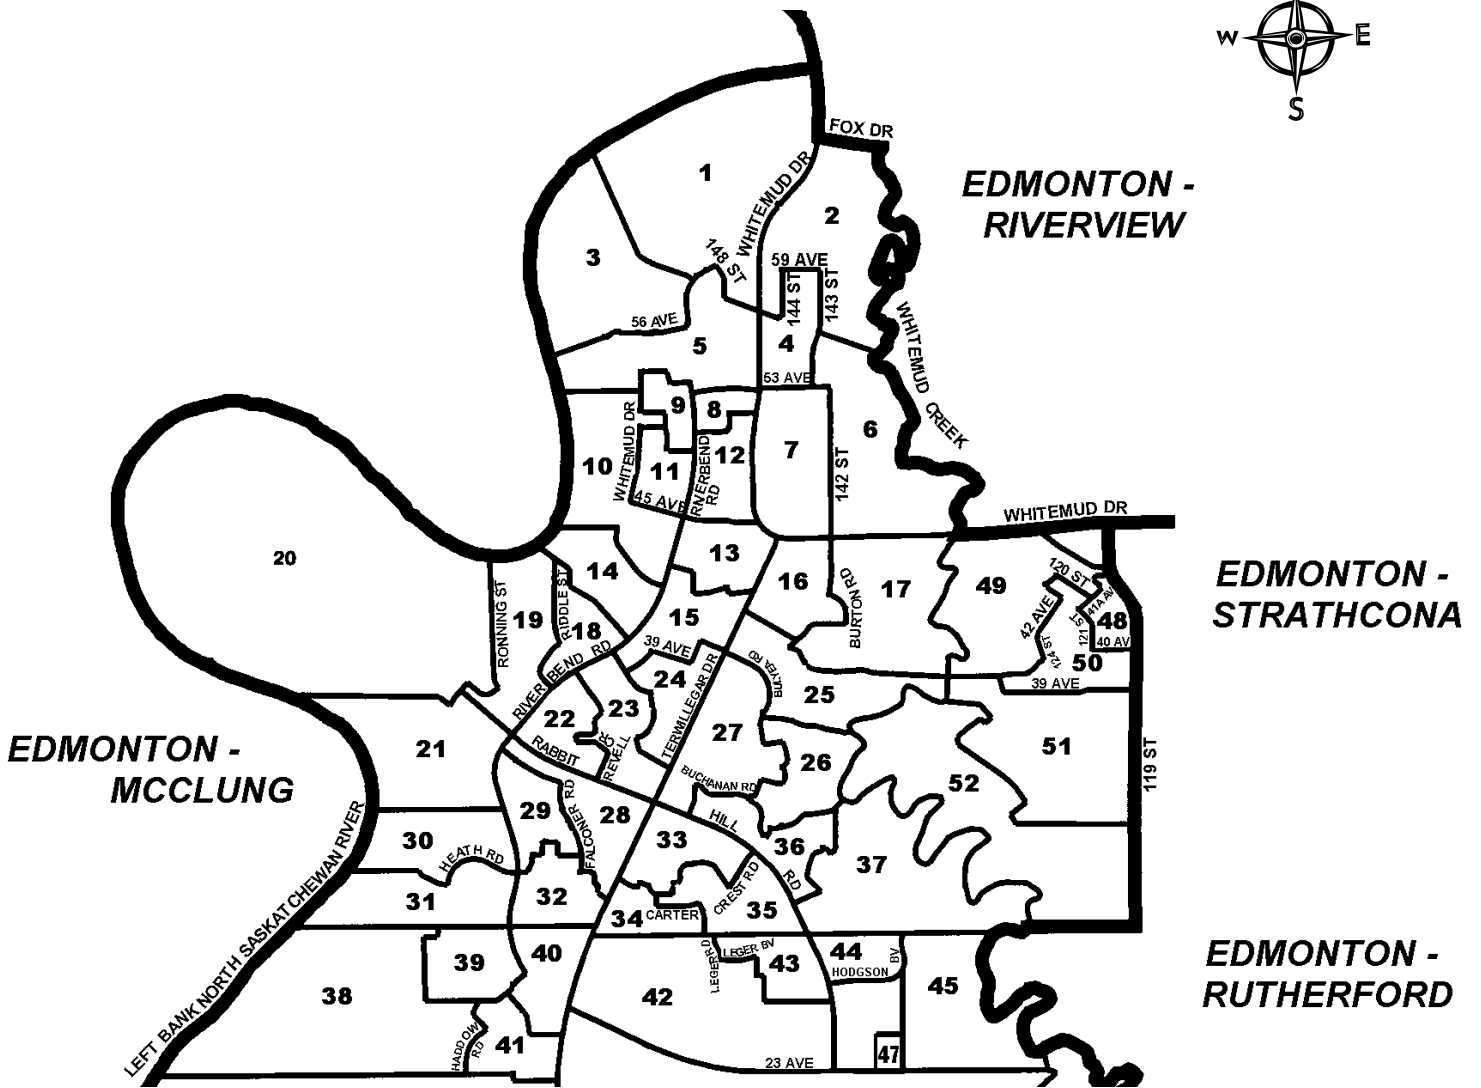 W E
S
FOX DR
EDMONTON -
RIVERVIEW
1
WHITEMUD DR
2
3
148 ST
59 AVE
144 ST
143 ST
56 AVE
5
4
WHITEMUD CREEK
53 AVE
9
8
6
WHITEMUD DR
10
11
12
7
RIVERBEND RD
142 ST
45 AVE
WHITEMUD DR
20
13
14
16
17
49
120 ST
EDMONTON -
STRATHCONA
RONNING ST
19
RIDDLE ST
18
15
BURTON RD
42 AVE
41A AV
121 ST
48
40 AV
124 ST
50
39 AVE
RIVER BEND RD
39 AVE
24
TERWILLEGAR DR
BULYEA RD
25
22
23
27
21
RABBIT
REVELL CR
26
51
52
119 ST
EDMONTON -
MCCLUNG
BUCHANAN RD
29
FALCONER RD
28
HILL
RD
30
HEATH RD
33
36
37
31
32
CREST RD
34
CARTER
35
LEFT BANK NORTH SASKATCHEWAN RIVER
39
40
LEGER RD
LEGER BV
43
44
HODGSON BV
45
EDMONTON -
RUTHERFORD
38
42
HADDOW RD
41
47
23 AVE